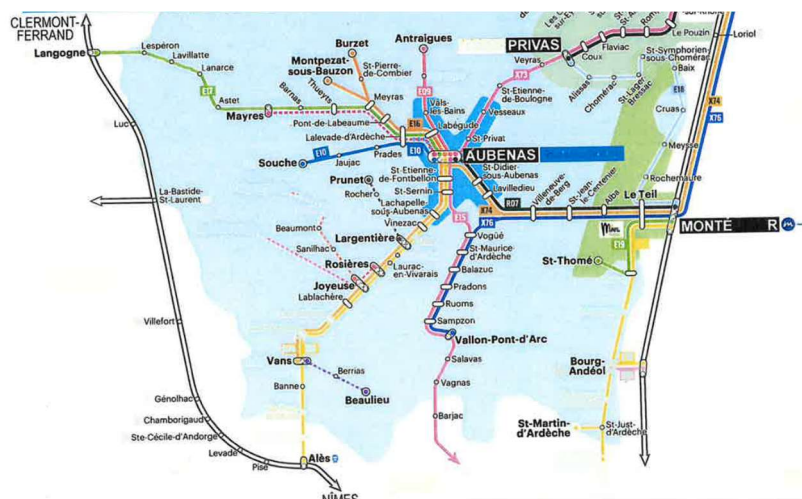 CLERMONT-
FERRAND
Langogne
Lespéron
Lavillatte
Lanarce
E17
Astet
Mayres
Barnas
Thueyts
Burzet
Montpezat-
sous-Bauzon
St-Pierre-
de-Combier
Meyras
Pont-de-Labeaume
Lalevade-d'Ardèche
E16
Antraigues
Vals-
les-Bains
Labégude
PRIVAS
Veyras
X73
St-Etienne-
de-Boulogne
Vesseaux
St-Privat
Coux
Flaviac
Le Pouzin
Loriol
St-Symphorien
sous-Chomérac
Baix
Alissas
Chomérac
St-Lager-
Bressac
E18
Cruas
X74
X76
Meysse
Rochemaure
Luc
Souche
E10
Jaujac
Prades
E10
AUBENAS
Prunet
Rocher
St-Etienne-
de-Fontbellon
St-Sernin
Lachapelle
sous-Aubenas
Vinezac
St-Didier-
sous-Aubenas
Lavilledieu
R07
X74
X76
E15
Villeneuve-
de-Berg
St-Jean-
le-Centenier
Alba
Le Teil
MONTÉ
R
La-Bastide-
St-Laurent
Beaumont
Sanilhac
Largentière
Rosières
Laurac-
en-Vivarais
Joyeuse
Lablachère
Vogüé
St-Maurice-
d'Ardèche
Balazuc
Pradons
Ruoms
Sampzon
Vallon-Pont-d'Arc
Salavas
Vagnas
Barjac
St-Thomé
E19
Villefort
Vans
Banne
Berrias
Beaulieu
Bourg-
Andéol
St-Martin-
d'Ardèche
St-Just-
d'Ardèche
Génolhac
Chamborigaud
Ste-Cécile-d'Andorge
Levade
Pise
Alès
NÎMES